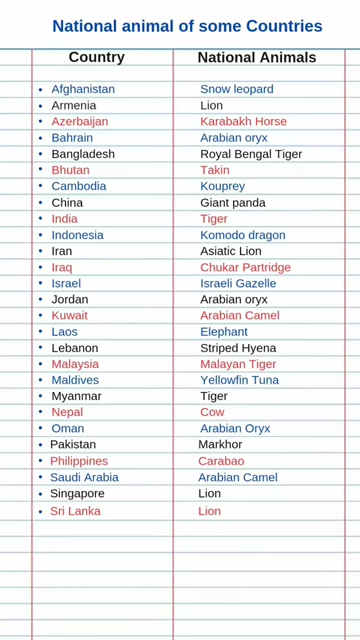 National animal of some Countries
Country National Animals
• Afghanistan Snow leopard
• Armenia Lion
• Azerbaijan Karabakh Horse
• Bahrain Arabian oryx
• Bangladesh Royal Bengal Tiger
• Bhutan Takin
• Cambodia Kouprey
• China Giant panda
• India Tiger
• Indonesia Komodo dragon
• Iran Asiatic Lion
• Iraq Chukar Partridge
• Israel Israeli Gazelle
• Jordan Arabian oryx
• Kuwait Arabian Camel
• Laos Elephant
• Lebanon Striped Hyena
• Malaysia Malayan Tiger
• Maldives Yellowfin Tuna
• Myanmar Tiger
• Nepal Cow
• Oman Arabian Oryx
• Pakistan Markhor
• Philippines Carabao
• Saudi Arabia Arabian Camel
• Singapore Lion
• Sri Lanka Lion